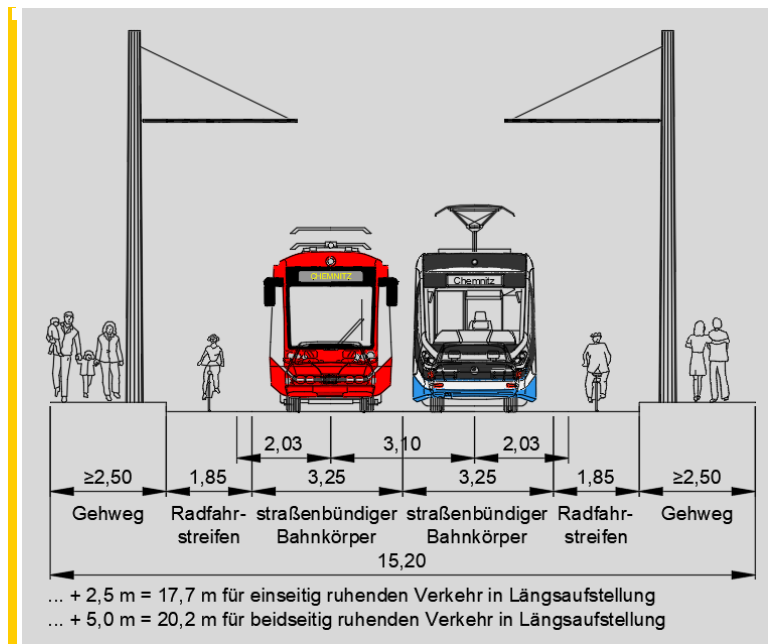 CHEMNITZ
Chemnitz
2,03 3,10 2,03
≥2,50 1,85 3,25 3,25 1,85 ≥2,50
Gehweg Radfahr- straßenbündiger straßenbündiger Radfahr- Gehweg
streifen Bahnkörper Bahnkörper streifen
15,20
... + 2,5 m = 17,7 m für einseitig ruhenden Verkehr in Längsaufstellung
... + 5,0 m = 20,2 m für beidseitig ruhenden Verkehr in Längsaufstellung